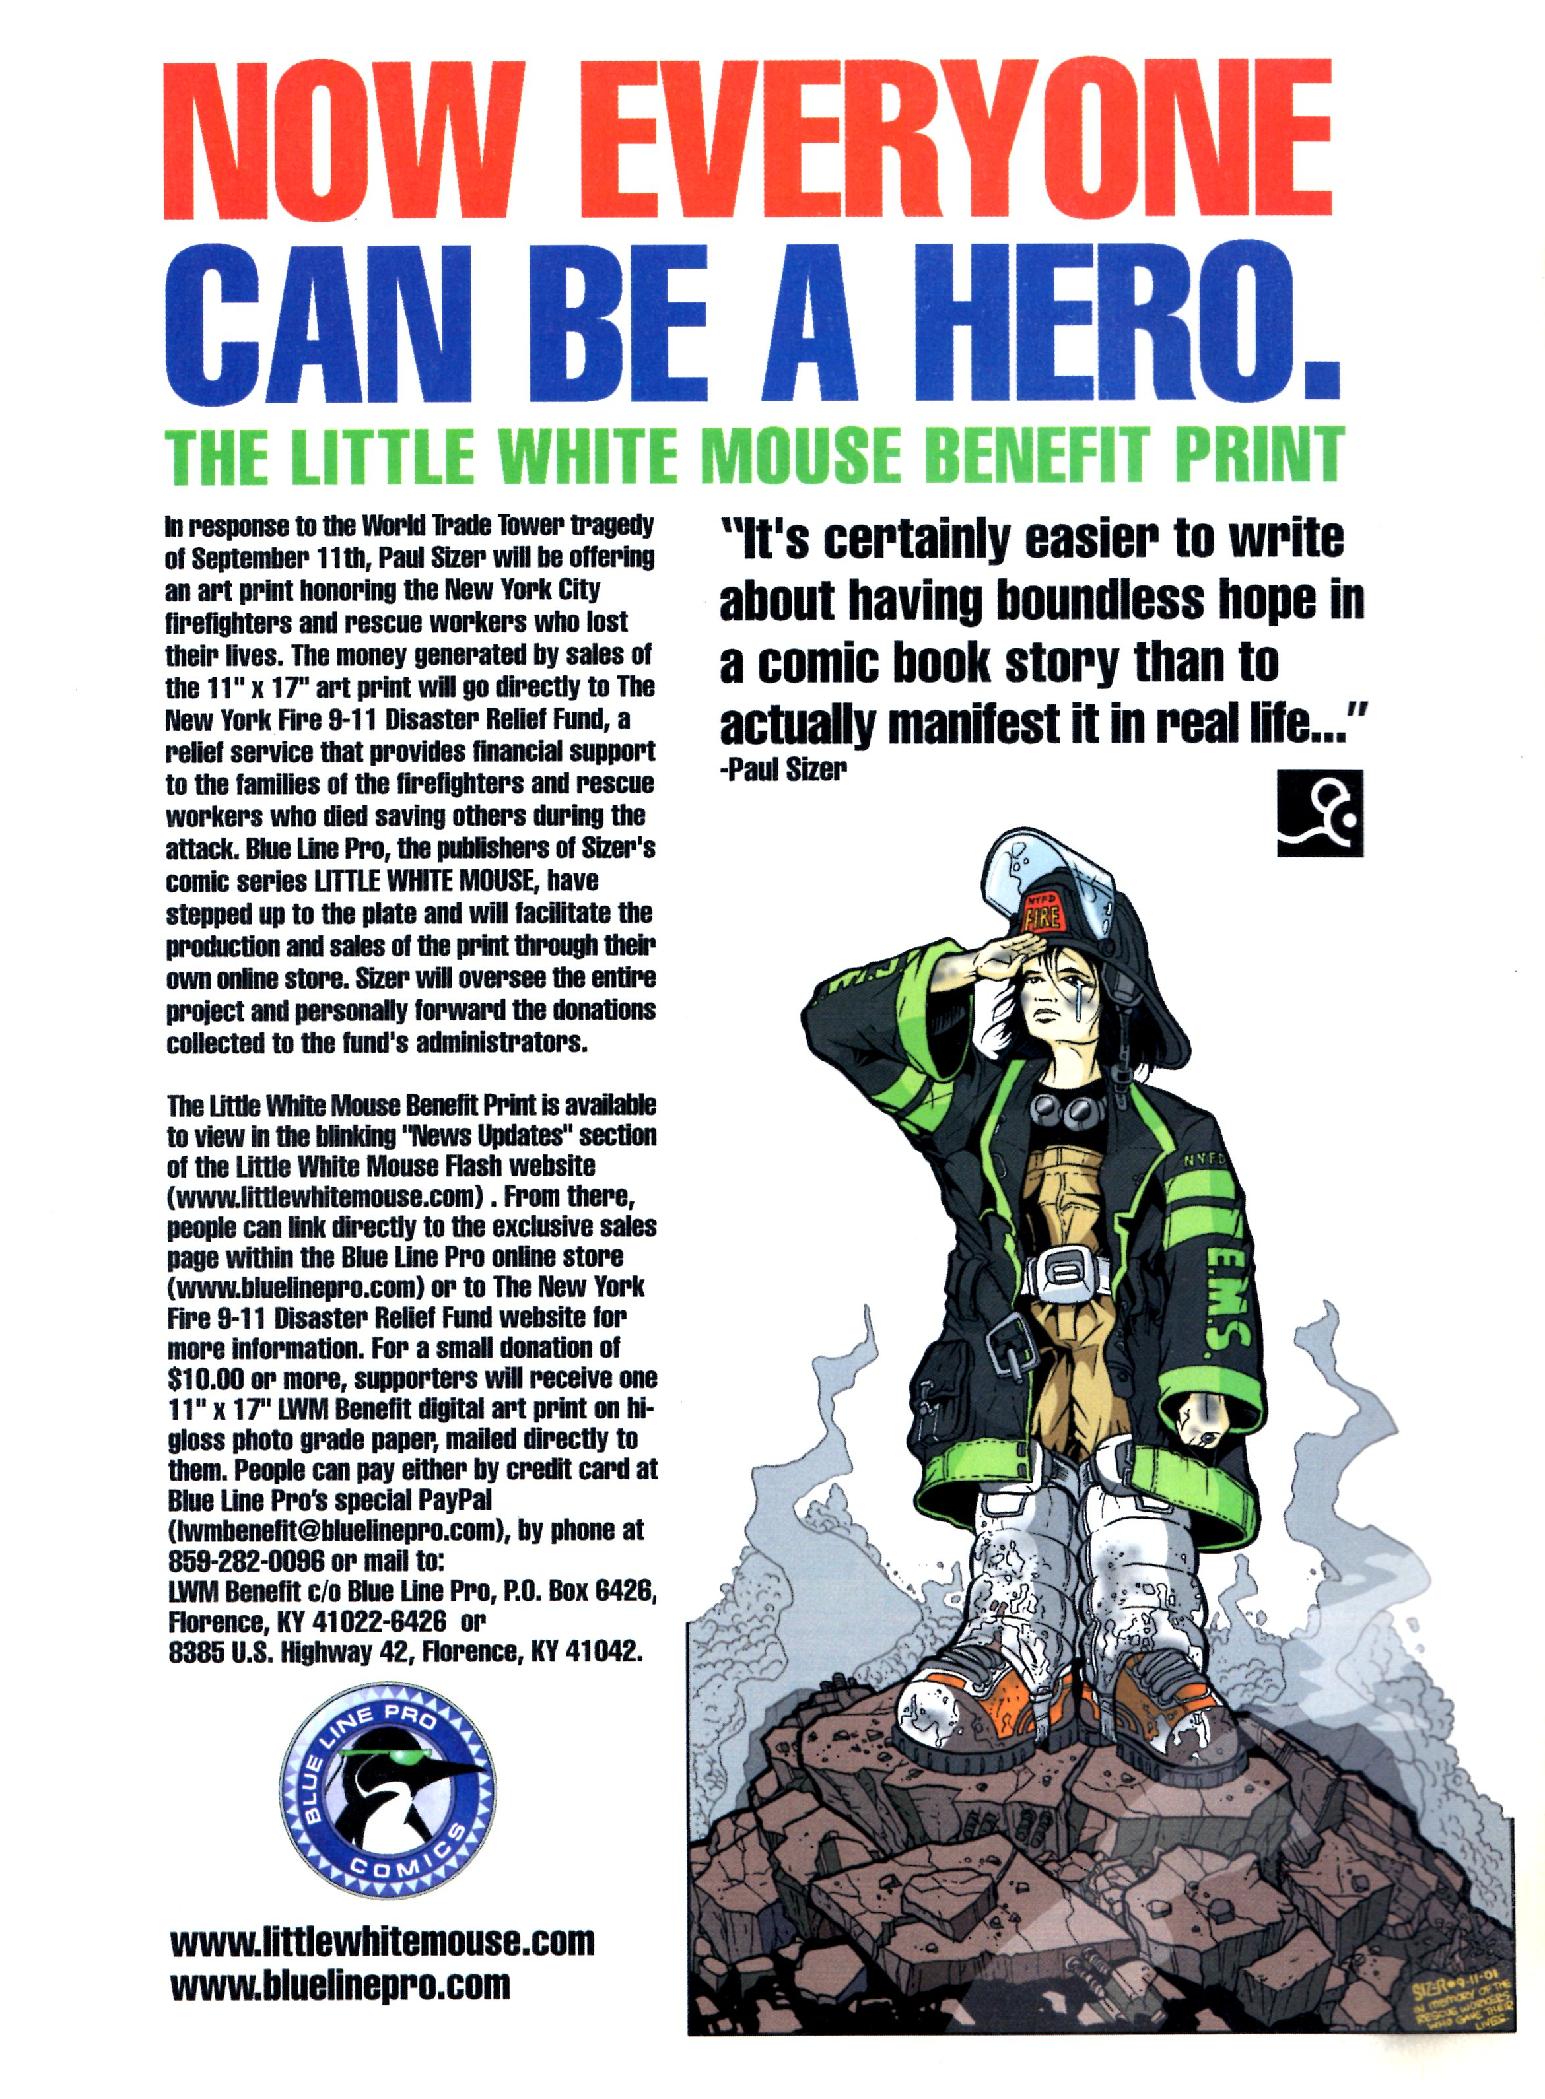 NOW EVERYONE
CAN BE A HERO.
THE LITTLE WHITE MOUSE BENEFIT PRINT
In response to the World Trade Tower tragedy
of September 11th, Paul Sizer will be offering
an art print honoring the New York City
firefighters and rescue workers who lost
their lives. The money generated by sales of
the 11" x 17" art print will go directly to The
New York Fire 9-11 Disaster Relief Fund, a
relief service that provides financial support
to the families of the firefighters and rescue
workers who died saving others during the
attack. Blue Line Pro, the publishers of Sizer's
comic series LITTLE WHITE MOUSE, have
stepped up to the plate and will facilitate the
production and sales of the print through their
own online store. Sizer will oversee the entire
project and personally forward the donations
collected to the fund's administrators.
The Little White Mouse Benefit Print is available
to view in the blinking "News Updates" section
of the Little White Mouse Flash website
(www.littlewhitemouse.com) . From there,
people can link directly to the exclusive sales
page within the Blue Line Pro online store
(www.bluelinepro.com) or to The New York
Fire 9-11 Disaster Relief Fund website for
more information. For a small donation of
$10.00 or more, supporters will receive one
11" x 17" LWM Benefit digital art print on hi-
gloss photo grade paper, mailed directly to
them. People can pay either by credit card at
Blue Line Pro's special PayPal
(lwmbenefit@bluelinepro.com), by phone at
859-282-0096 or mail to:
LWM Benefit c/o Blue Line Pro, P.O. Box 6426,
Florence, KY 41022-6426 or
8385 U.S. Highway 42, Florence, KY 41042.
BLUE LINE PRO
COMICS
www.littlewhitemouse.com
www.bluelinepro.com
"It's certainly easier to write
about having boundless hope in
a comic book story than to
actually manifest it in real life..."
-Paul Sizer
NYFD
FIRE
NYFD
E.M.S.
SIZER 9-11-01
IN MEMORY OF THE
RESCUE WORKERS
WHO GAVE THEIR
LIVES.